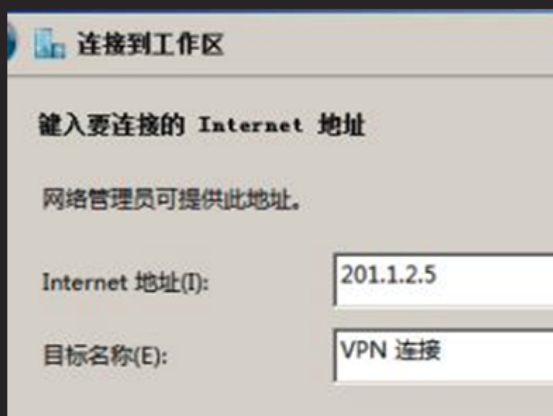 连接到工作区
键入要连接的 Internet 地址
网络管理员可提供此地址。
Internet 地址(I): 201.1.2.5
目标名称(E): VPN 连接